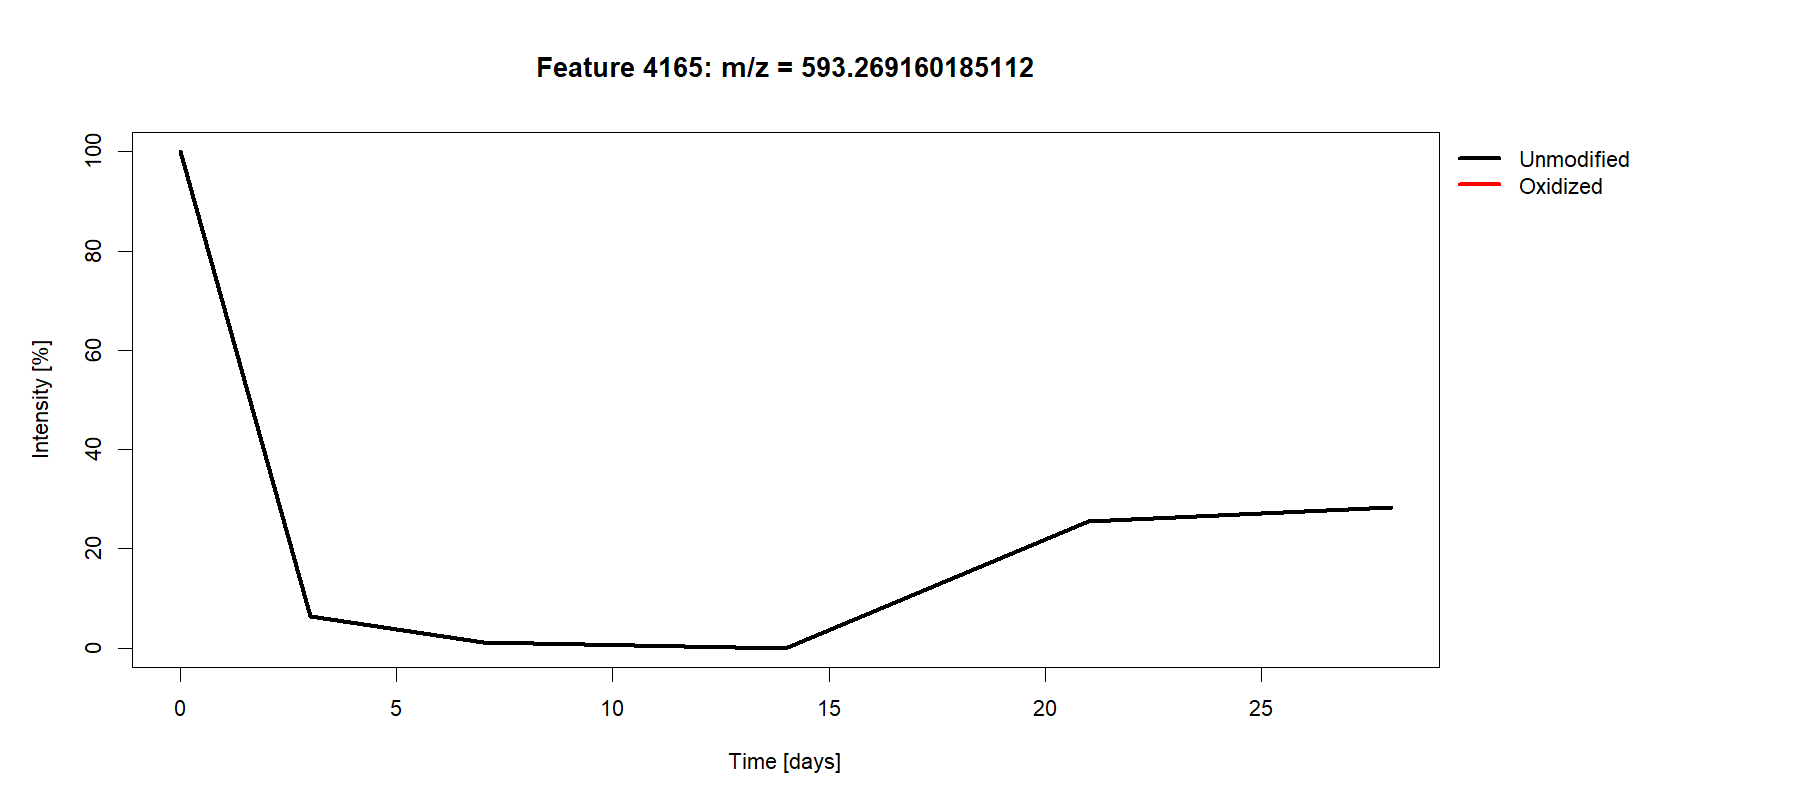 Feature 4165: m/z = 593.269160185112
Unmodified
Oxidized
Intensity [%]
100
80
60
40
20
0
0 5 10 15 20 25
Time [days]